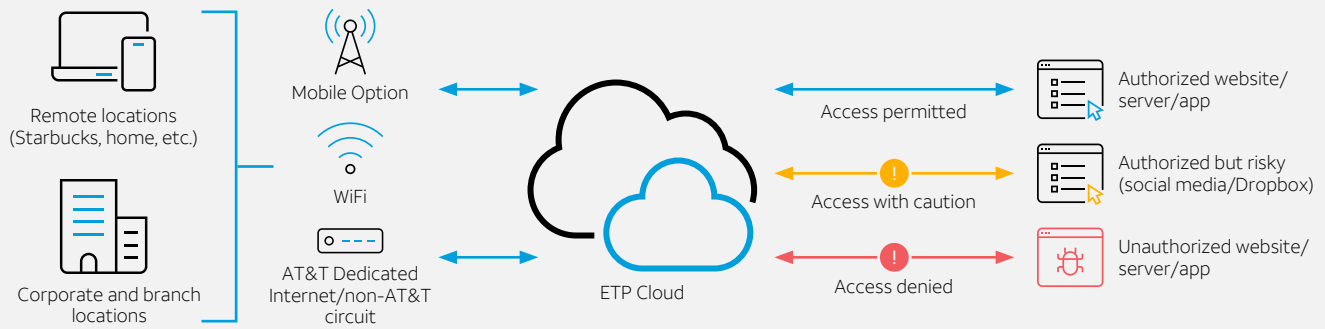 Remote locations
(Starbucks, home, etc.)
Corporate and branch
locations
Mobile Option
WiFi
AT&T Dedicated
Internet/non-AT&T
circuit
ETP Cloud
Access permitted
Access with caution
Access denied
Authorized website/
server/app
Authorized but risky
(social media/Dropbox)
Unauthorized website/
server/app